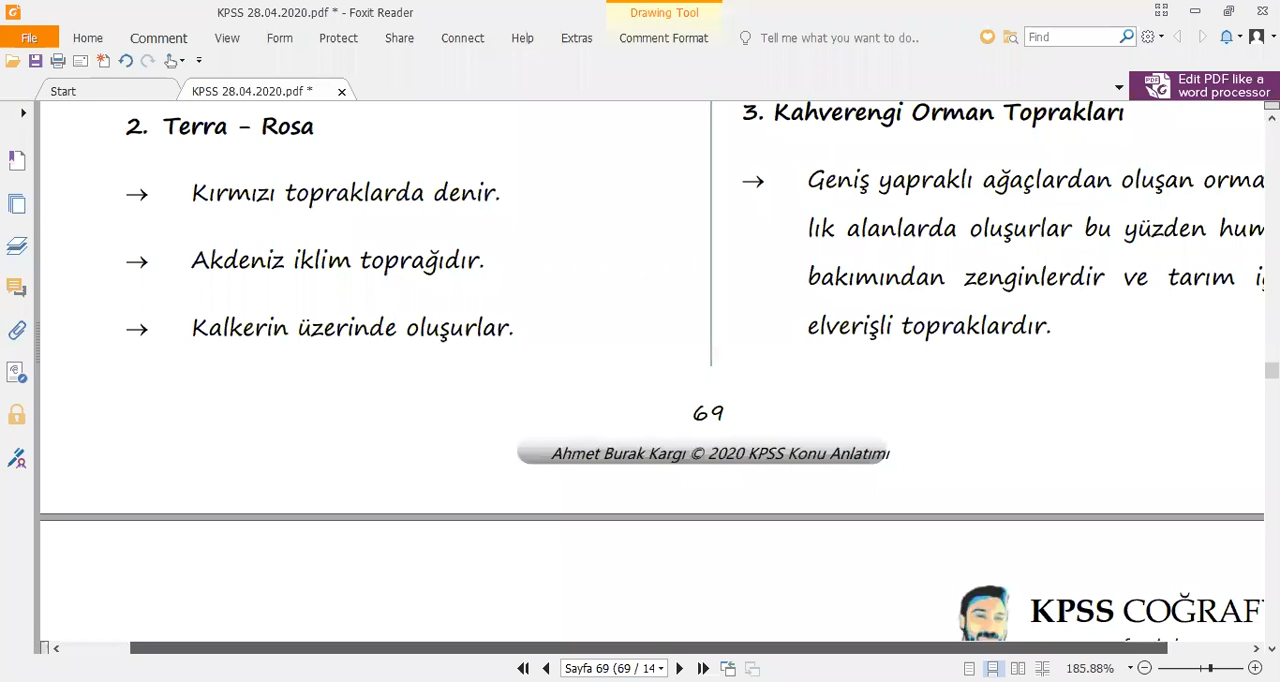 KPSS 28.04.2020.pdf * - Foxit Reader
Drawing Tool
File Home Comment View Form Protect Share Connect Help Extras Comment Format Tell me what you want to do.. Find
Start KPSS 28.04.2020.pdf * Edit PDF like a
word processor
2. Terra - Rosa
→ Kırmızı topraklarda denir.
→ Akdeniz iklim toprağıdır.
→ Kalkerin üzerinde oluşurlar.
3. Kahverengi Orman Toprakları
→ Geniş yapraklı ağaçlardan oluşan orma
lık alanlarda oluşurlar bu yüzden hum
bakımından zenginlerdir ve tarım iç
elverişli topraklardır.
69
Ahmet Burak Kargı © 2020 KPSS Konu Anlatımı
KPSS COĞRAF
Sayfa 69 (69 / 14 185.88%